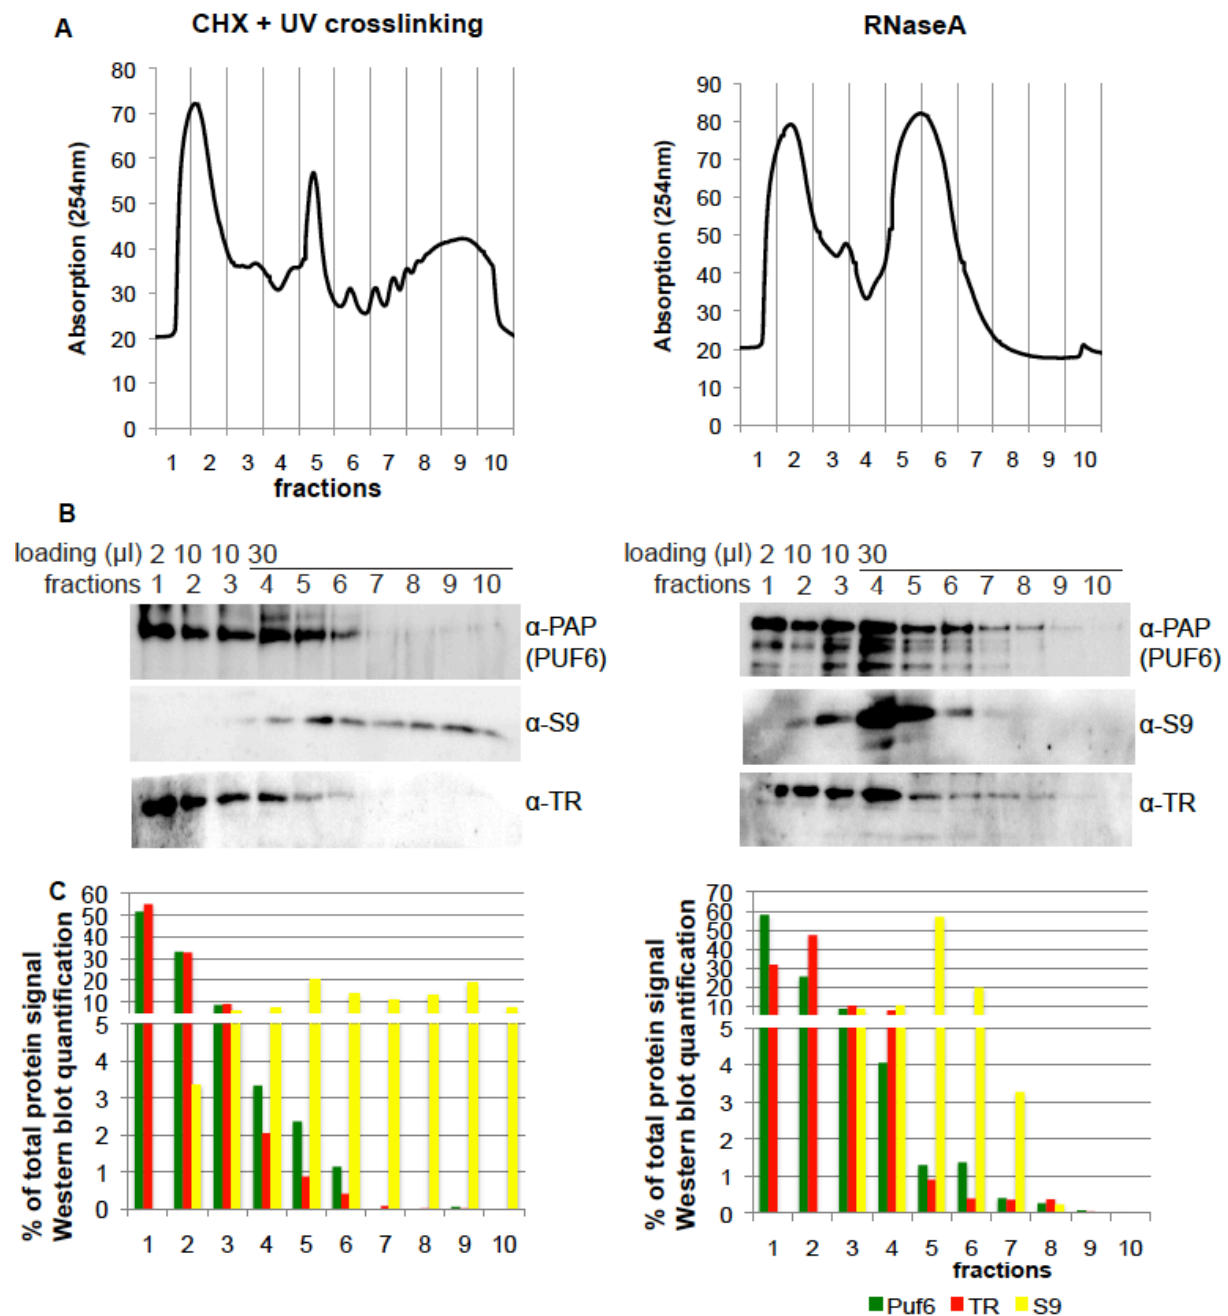 A
CHX + UV crosslinking
RNaseA
80
70
60
50
40
30
20
10
0
Absorption (254nm)
1 2 3 4 5 6 7 8 9 10
fractions
90
80
70
60
50
40
30
20
10
0
Absorption (254nm)
1 2 3 4 5 6 7 8 9 10
B
loading (µl) 2 10 10 30
fractions 1 2 3 4 5 6 7 8 9 10
α-PAP
(PUF6)
α-S9
α-TR
loading (µl) 2 10 10 30
fractions 1 2 3 4 5 6 7 8 9 10
α-PAP
(PUF6)
α-S9
α-TR
C
60
50
40
30
20
10
5
4
3
2
1
0
% of total protein signal
Western blot quantification
1 2 3 4 5 6 7 8 9 10
70
60
50
40
30
20
10
5
4
3
2
1
0
% of total protein signal
Western blot quantification
1 2 3 4 5 6 7 8 9 10
fractions
Puf6 TR S9